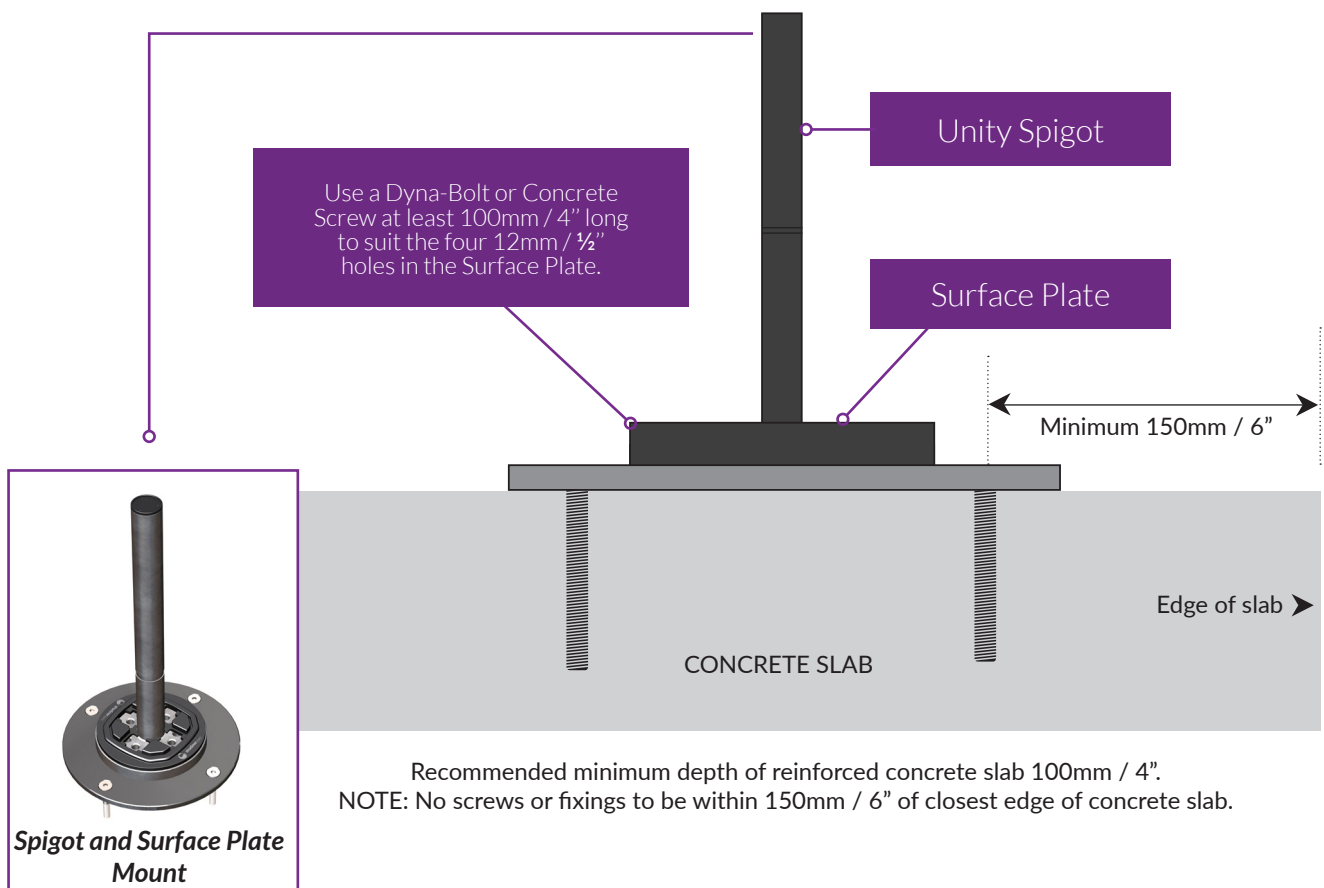 Unity Spigot
Use a Dyna-Bolt or Concrete
Screw at least 100mm / 4’’ long
to suit the four 12mm / ½’’
holes in the Surface Plate.
Surface Plate
Minimum 150mm / 6”
Edge of slab
CONCRETE SLAB
Recommended minimum depth of reinforced concrete slab 100mm / 4”.
NOTE: No screws or fixings to be within 150mm / 6” of closest edge of concrete slab.
Spigot and Surface Plate
Mount